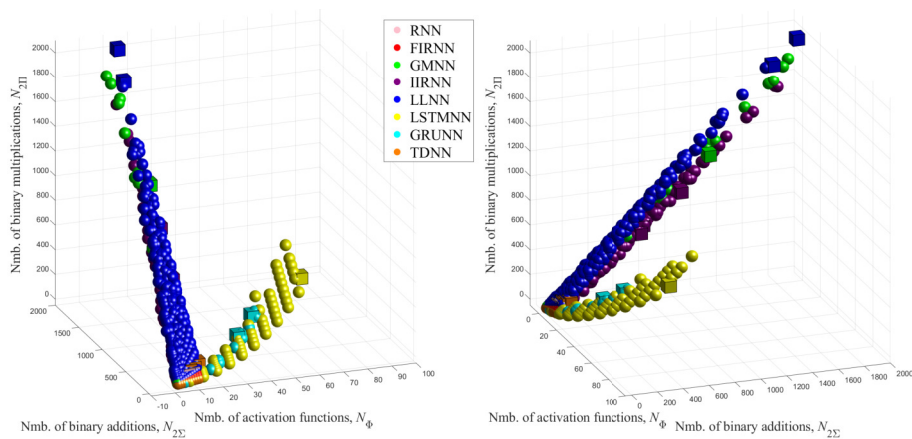 2000
1800
1600
1400
1200
1000
800
600
400
200
0
Nmb. of binary multiplications, N2Π
2000
1500
1000
500
0
Nmb. of binary additions, N2Σ
-10 0 10 20 30 40 50 60 70 80 90 100
Nmb. of activation functions, NΦ
RNN
FIRNN
GMNN
IIRNN
LLNN
LSTMNN
GRUNN
TDNN
2000
1800
1600
1400
1200
1000
800
600
400
200
0
Nmb. of binary multiplications, N2Π
20
40
60
80
100
Nmb. of activation functions, NΦ
0 200 400 600 800 1000 1200 1400 1600 1800 2000
Nmb. of binary additions, N2Σ